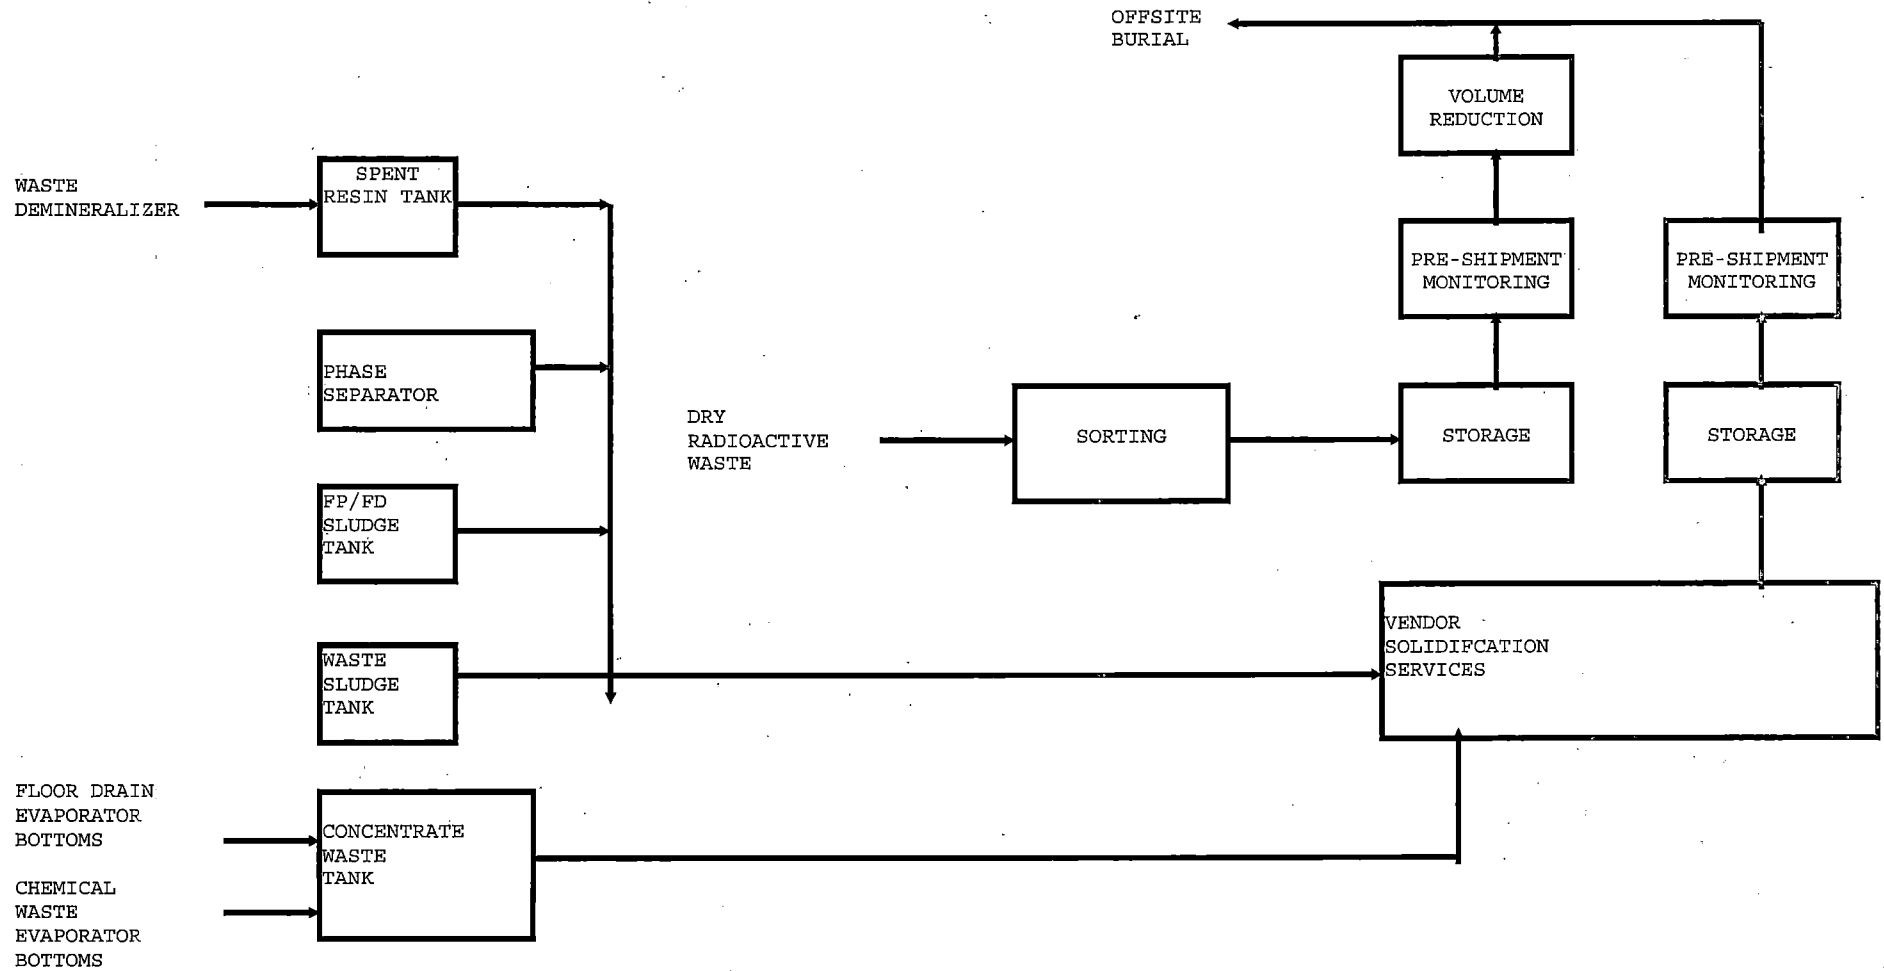 OFFSITE
BURIAL
VOLUME
REDUCTION
WASTE
DEMINERALIZER
SPENT
RESIN TANK
PRE-SHIPMENT
MONITORING
PRE-SHIPMENT
MONITORING
PHASE
SEPARATOR
DRY
RADIOACTIVE
WASTE
SORTING
STORAGE
STORAGE
FP/FD
SLUDGE
TANK
WASTE
SLUDGE
TANK
VENDOR
SOLIDIFCATION
SERVICES
FLOOR DRAIN
EVAPORATOR
BOTTOMS
CONCENTRATE
WASTE
TANK
CHEMICAL
WASTE
EVAPORATOR
BOTTOMS